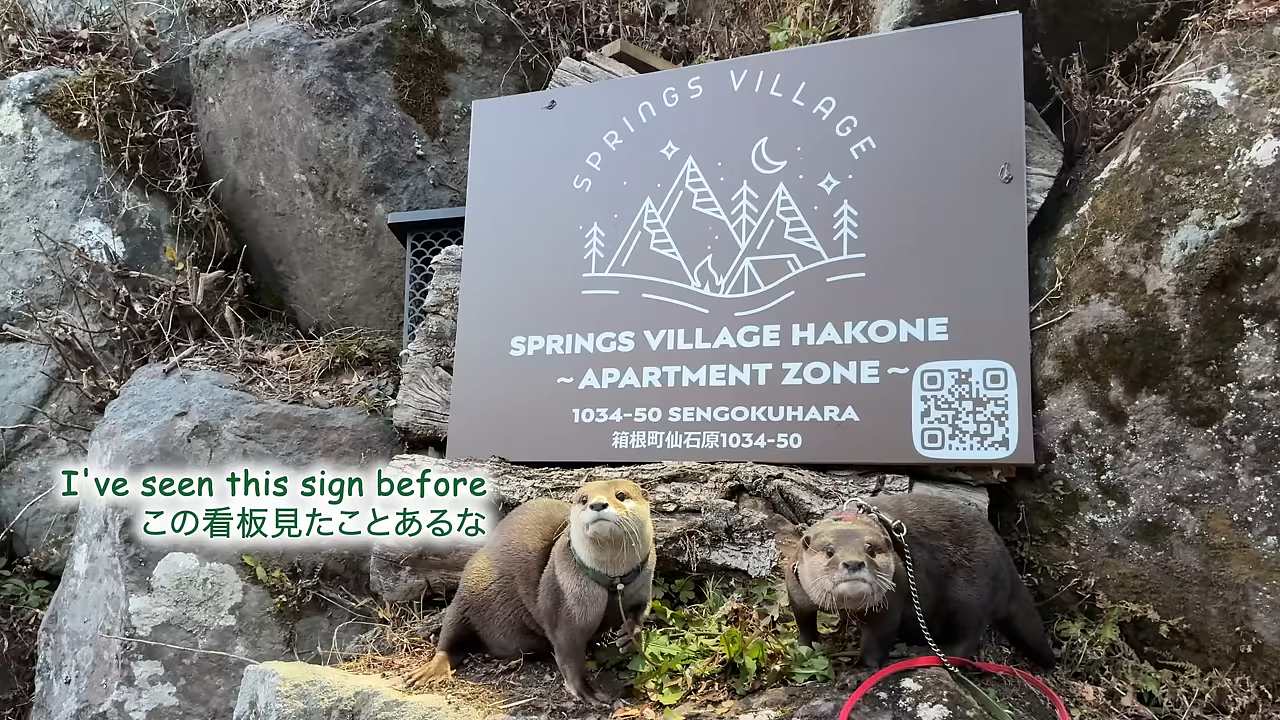 SPRINGS VILLAGE
SPRINGS VILLAGE HAKONE
~APARTMENT ZONE~
1034-50 SENGOKUHARA
箱根町仙石原1034-50
I've seen this sign before
この看板見たことあるな